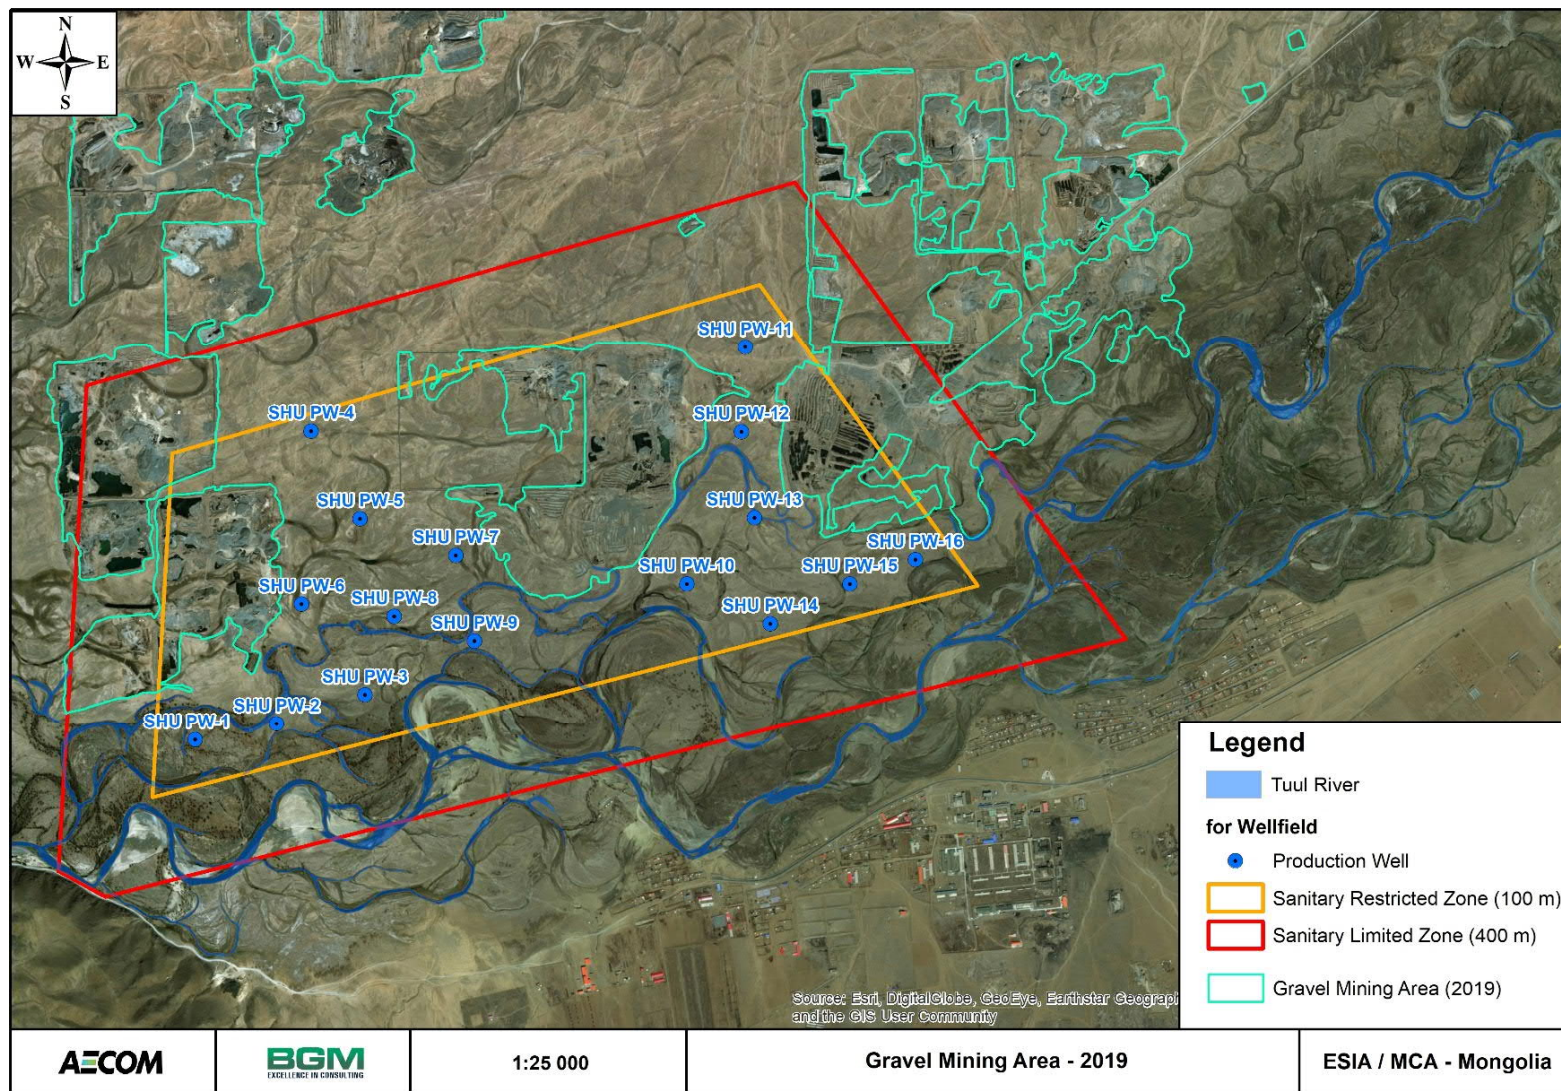 N
W E
S
SHU PW-11
SHU PW-4
SHU PW-12
SHU PW-5
SHU PW-13
SHU PW-7
SHU PW-16
SHU PW-10
SHU PW-15
SHU PW-6
SHU PW-8
SHU PW-14
SHU PW-9
SHU PW-3
SHU PW-2
SHU PW-1
Legend
Tuul River
for Wellfield
Production Well
Sanitary Restricted Zone (100 m)
Sanitary Limited Zone (400 m)
Gravel Mining Area (2019)
Source: Esri, DigitalGlobe, GeoEye, Earthstar Geograph
and the GIS User Community
AECOM
BGM
EXCELLENCE IN CONSULTING
1:25 000
Gravel Mining Area - 2019
ESIA / MCA - Mongolia